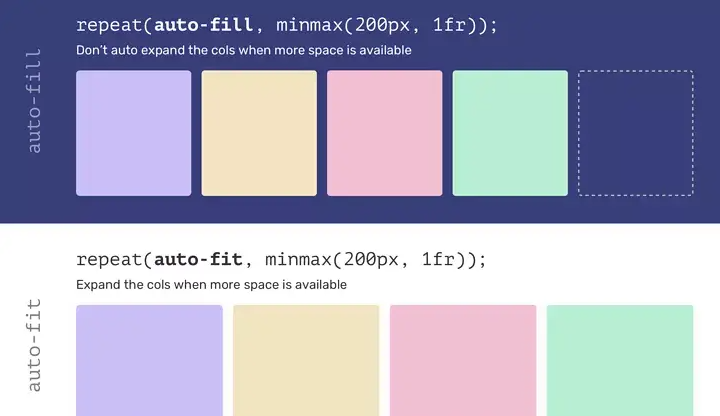 repeat(auto-fill, minmax(200px, 1fr));
Don't auto expand the cols when more space is available
auto-fill
repeat(auto-fit, minmax(200px, 1fr));
Expand the cols when more space is available
auto-fit